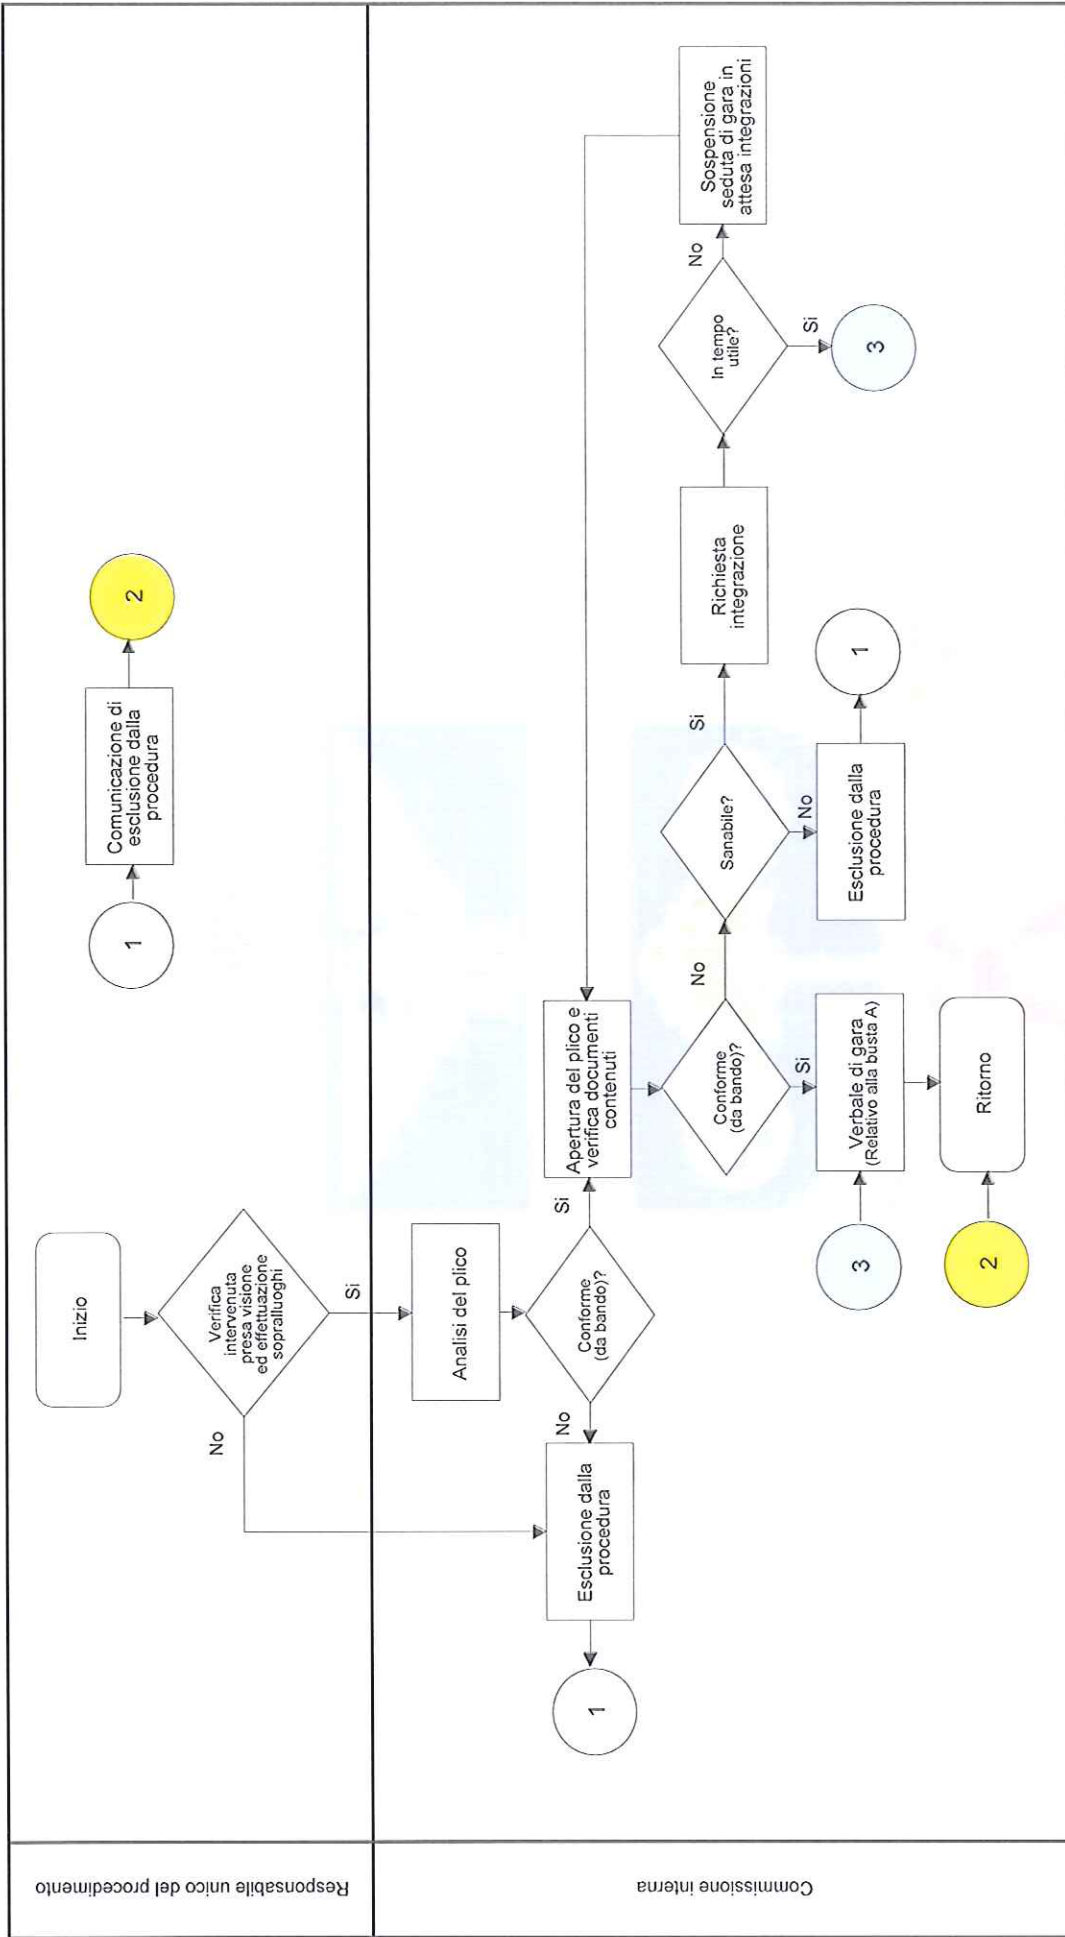 Responsabile unico del procedimento
Inizio
Verifica
intervenuta
presa visione
ed effettuazione
sopralluoghi
No
Si
1
Comunicazione di
esclusione dalla
procedura
2
Commissione interna
Analisi del plico
Conforme
(da bando)?
No
Si
Esclusione dalla
procedura
1
Apertura del plico e
verifica documenti
contenuti
Conforme
(da bando)?
No
Si
Sanabile?
Si
No
Richiesta
integrazione
In tempo
utile?
No
Si
Sospensione
seduta di gara in
attesa integrazioni
3
Esclusione dalla
procedura
1
3
Verbale di gara
(Relativo alla busta A)
2
Ritorno